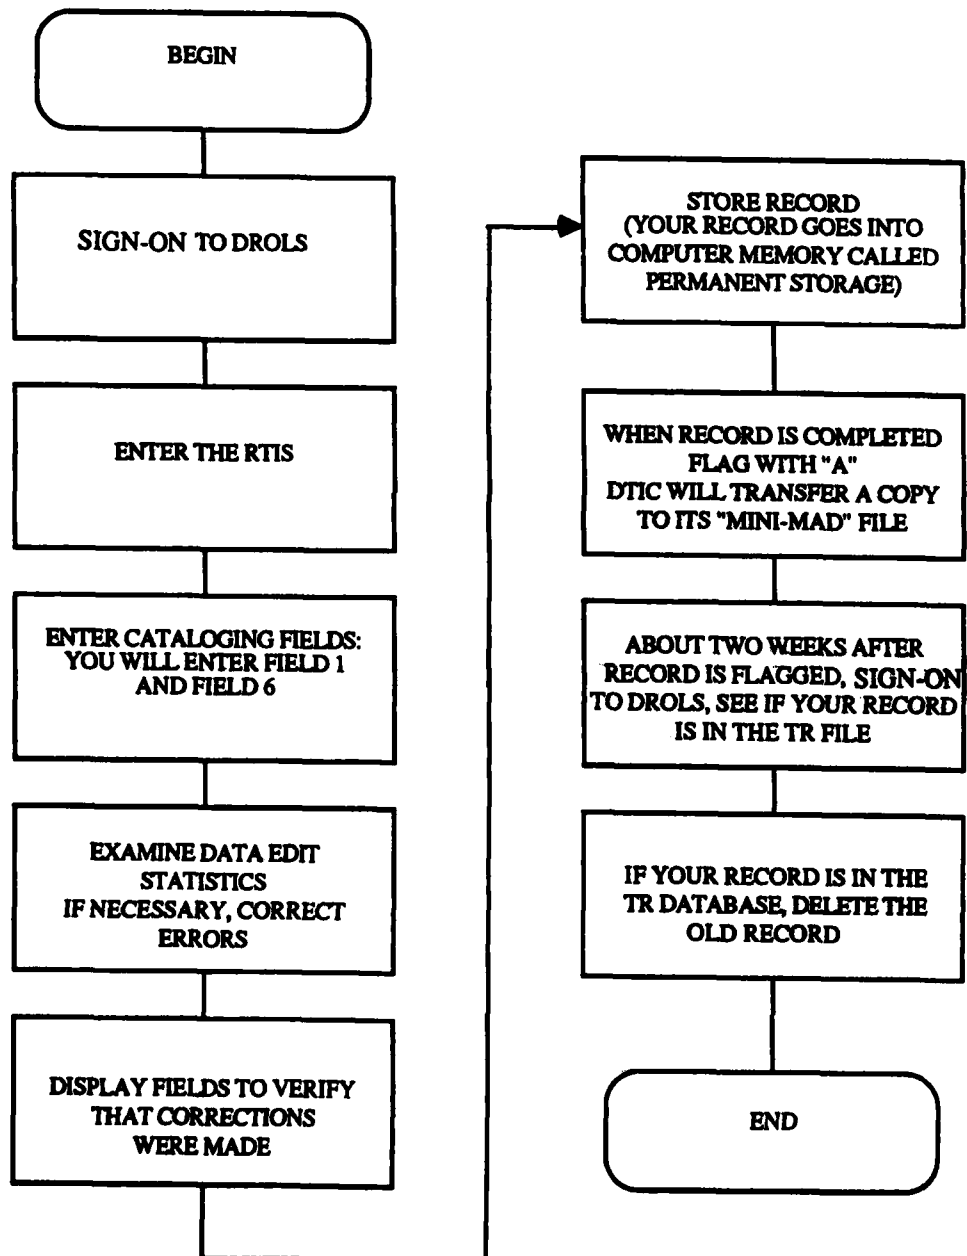 BEGIN
SIGN-ON TO DROLS
ENTER THE RTIS
ENTER CATALOGING FIELDS:
YOU WILL ENTER FIELD 1
AND FIELD 6
EXAMINE DATA EDIT
STATISTICS
IF NECESSARY, CORRECT
ERRORS
DISPLAY FIELDS TO VERIFY
THAT CORRECTIONS
WERE MADE
STORE RECORD
(YOUR RECORD GOES INTO
COMPUTER MEMORY CALLED
PERMANENT STORAGE)
WHEN RECORD IS COMPLETED
FLAG WITH "A"
DTIC WILL TRANSFER A COPY
TO ITS "MINI-MAD" FILE
ABOUT TWO WEEKS AFTER
RECORD IS FLAGGED, SIGN-ON
TO DROLS, SEE IF YOUR RECORD
IS IN THE TR FILE
IF YOUR RECORD IS IN THE
TR DATABASE, DELETE THE
OLD RECORD
END